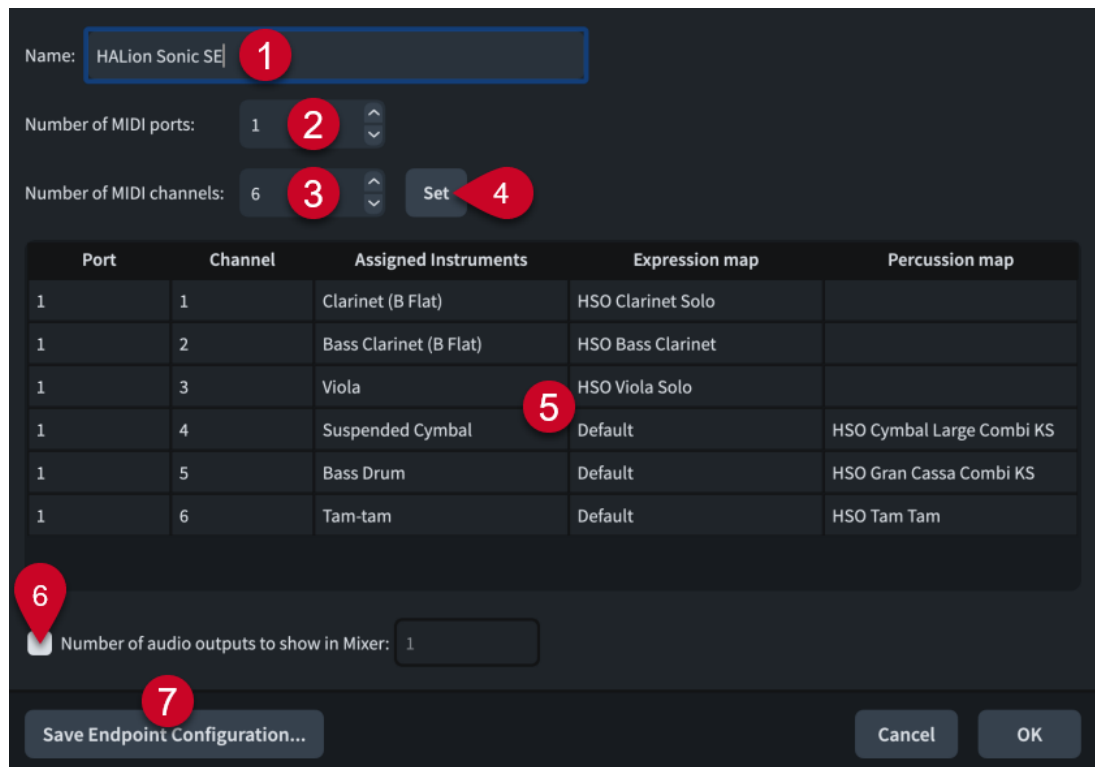 Name: HALion Sonic SE 1
Number of MIDI ports: 1 2
Number of MIDI channels: 6 3 Set 4
Port Channel Assigned Instruments Expression map Percussion map
1 1 Clarinet (B Flat) HSO Clarinet Solo
1 2 Bass Clarinet (B Flat) HSO Bass Clarinet
1 3 Viola HSO Viola Solo
5
1 4 Suspended Cymbal Default HSO Cymbal Large Combi KS
1 5 Bass Drum Default HSO Gran Cassa Combi KS
1 6 Tam-tam Default HSO Tam Tam
6
Number of audio outputs to show in Mixer: 1
7
Save Endpoint Configuration... Cancel OK